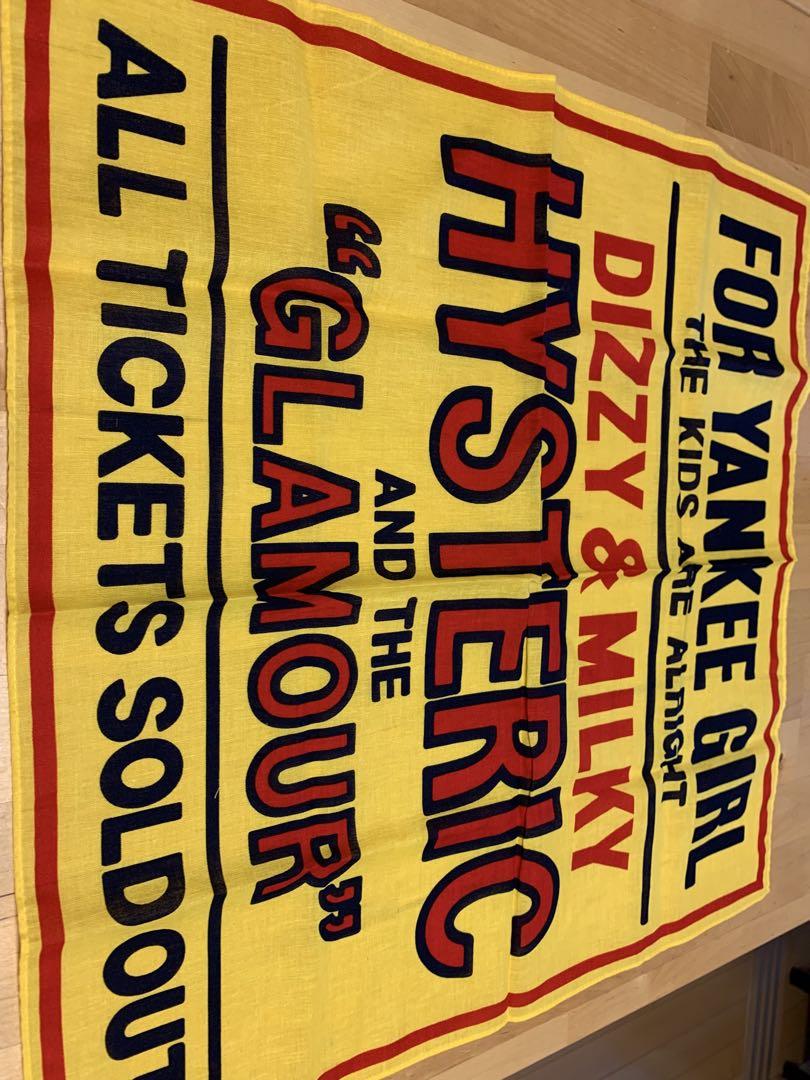 FOR YANKEE GIRL
THE KIDS ARE ALRIGHT
DIZZY & MILKY
HYSTERIC
AND THE
“GLAMOUR”
ALL TICKETS SOLDOUT